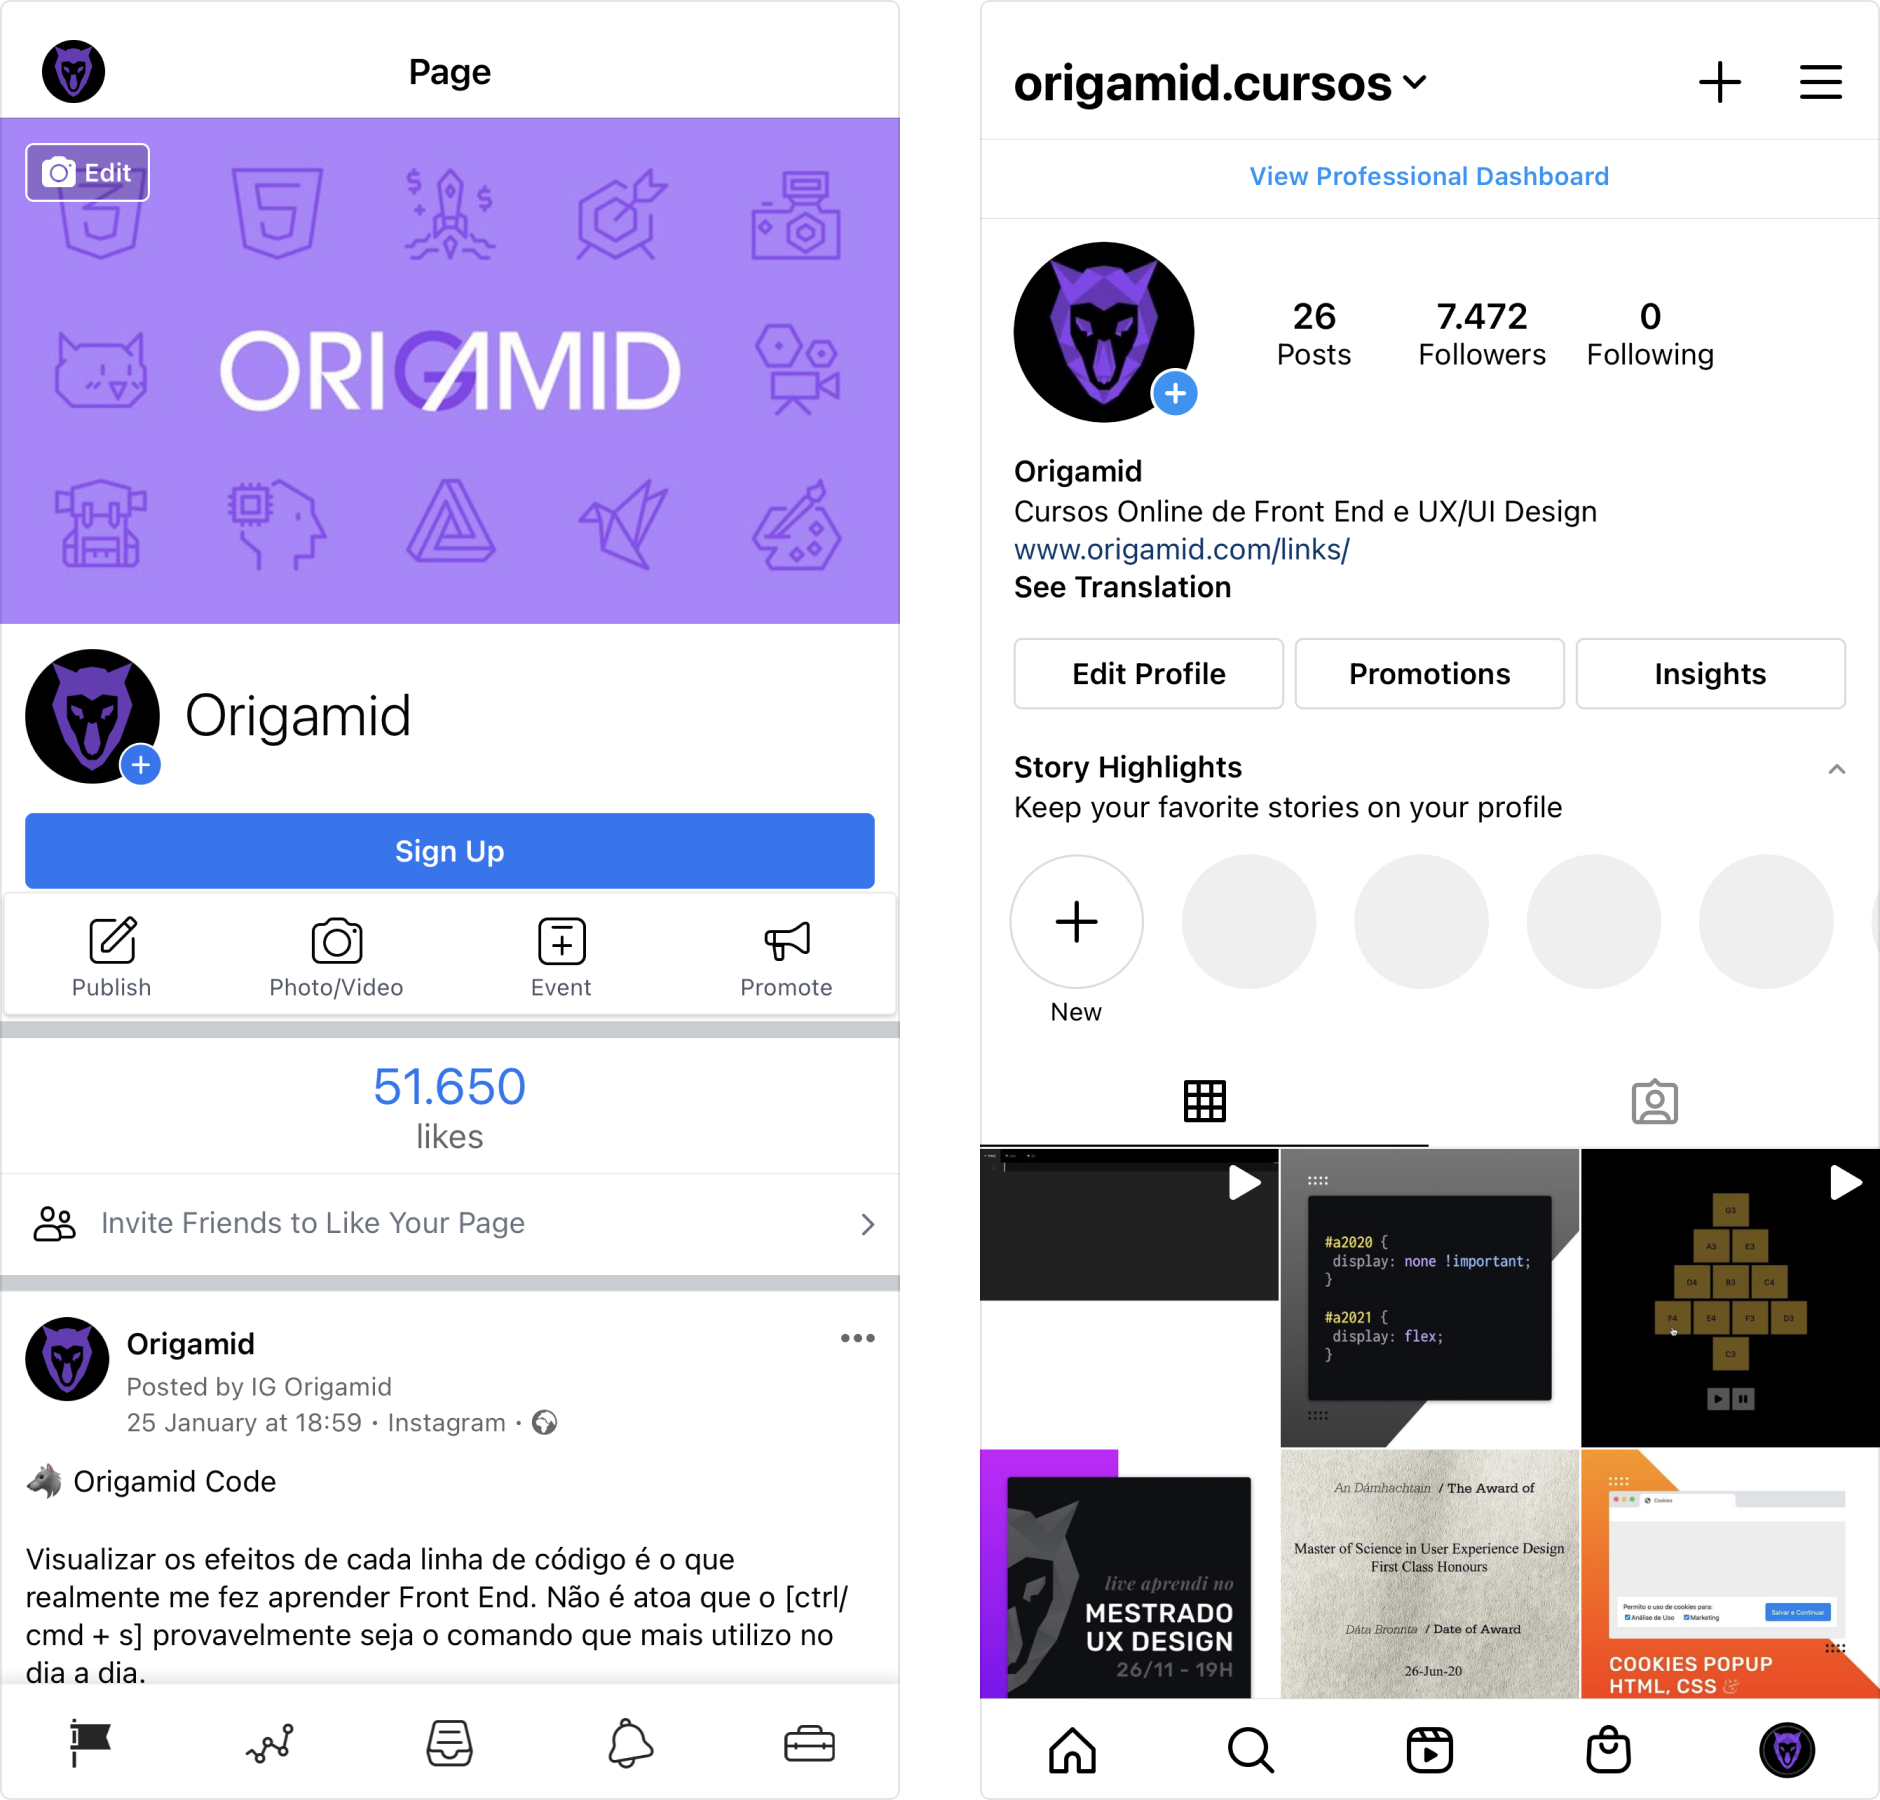 Page
Edit
ORIGAMID
Origamid
Sign Up
Publish
Photo/Video
Event
Promote
51.650
likes
Invite Friends to Like Your Page
Origamid
Posted by IG Origamid
25 January at 18:59 · Instagram ·
Origamid Code
Visualizar os efeitos de cada linha de código é o que
realmente me fez aprender Front End. Não é atoa que o [ctrl/
cmd + s] provavelmente seja o comando que mais utilizo no
dia a dia.
origamid.cursos
View Professional Dashboard
26
Posts
7.472
Followers
0
Following
Origamid
Cursos Online de Front End e UX/UI Design
www.origamid.com/links/
See Translation
Edit Profile
Promotions
Insights
Story Highlights
Keep your favorite stories on your profile
New
#a2020 {
display: none !important;
}
#a2021 {
display: flex;
}
G3
A3 E3
D4 B3 C4
F4 E4 F3 D3
C3
live aprendi no
MESTRADO
UX DESIGN
26/11 - 19H
An Dámhachtain / The Award of
Master of Science in User Experience Design
First Class Honours
Dáta Bronnta / Date of Award
26-Jun-20
Cookies
Permito o uso de cookies para:
Análise de Uso Marketing
Salvar e Continuar
COOKIES POPUP
HTML, CSS &